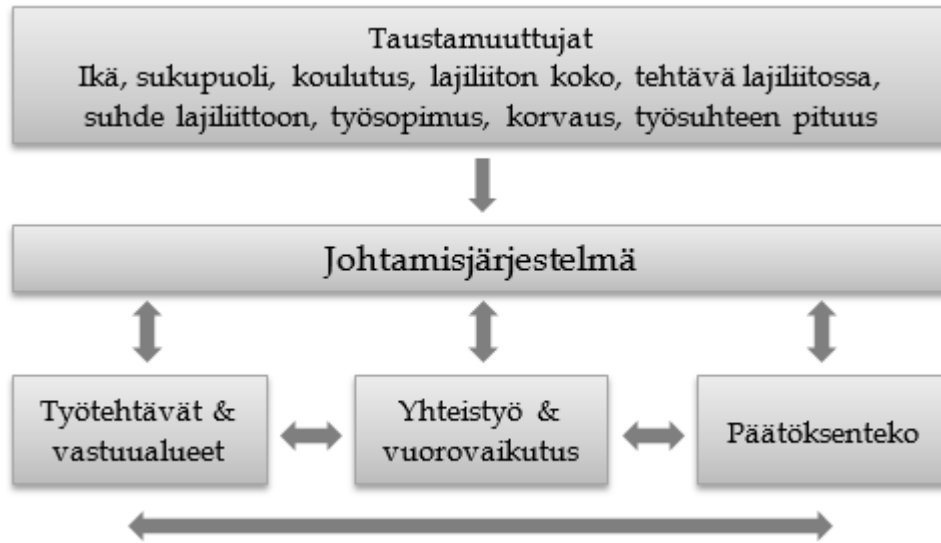 Taustamuuttujat
Ikä, sukupuoli, koulutus, lajiliiton koko, tehtävä lajiliitossa,
suhde lajiliittoon, työsopimus, korvaus, työsuhteen pituus
Johtamisjärjestelmä
Työtehtävät &
vastuualueet
Yhteistyö &
vuorovaikutus
Päätöksenteko